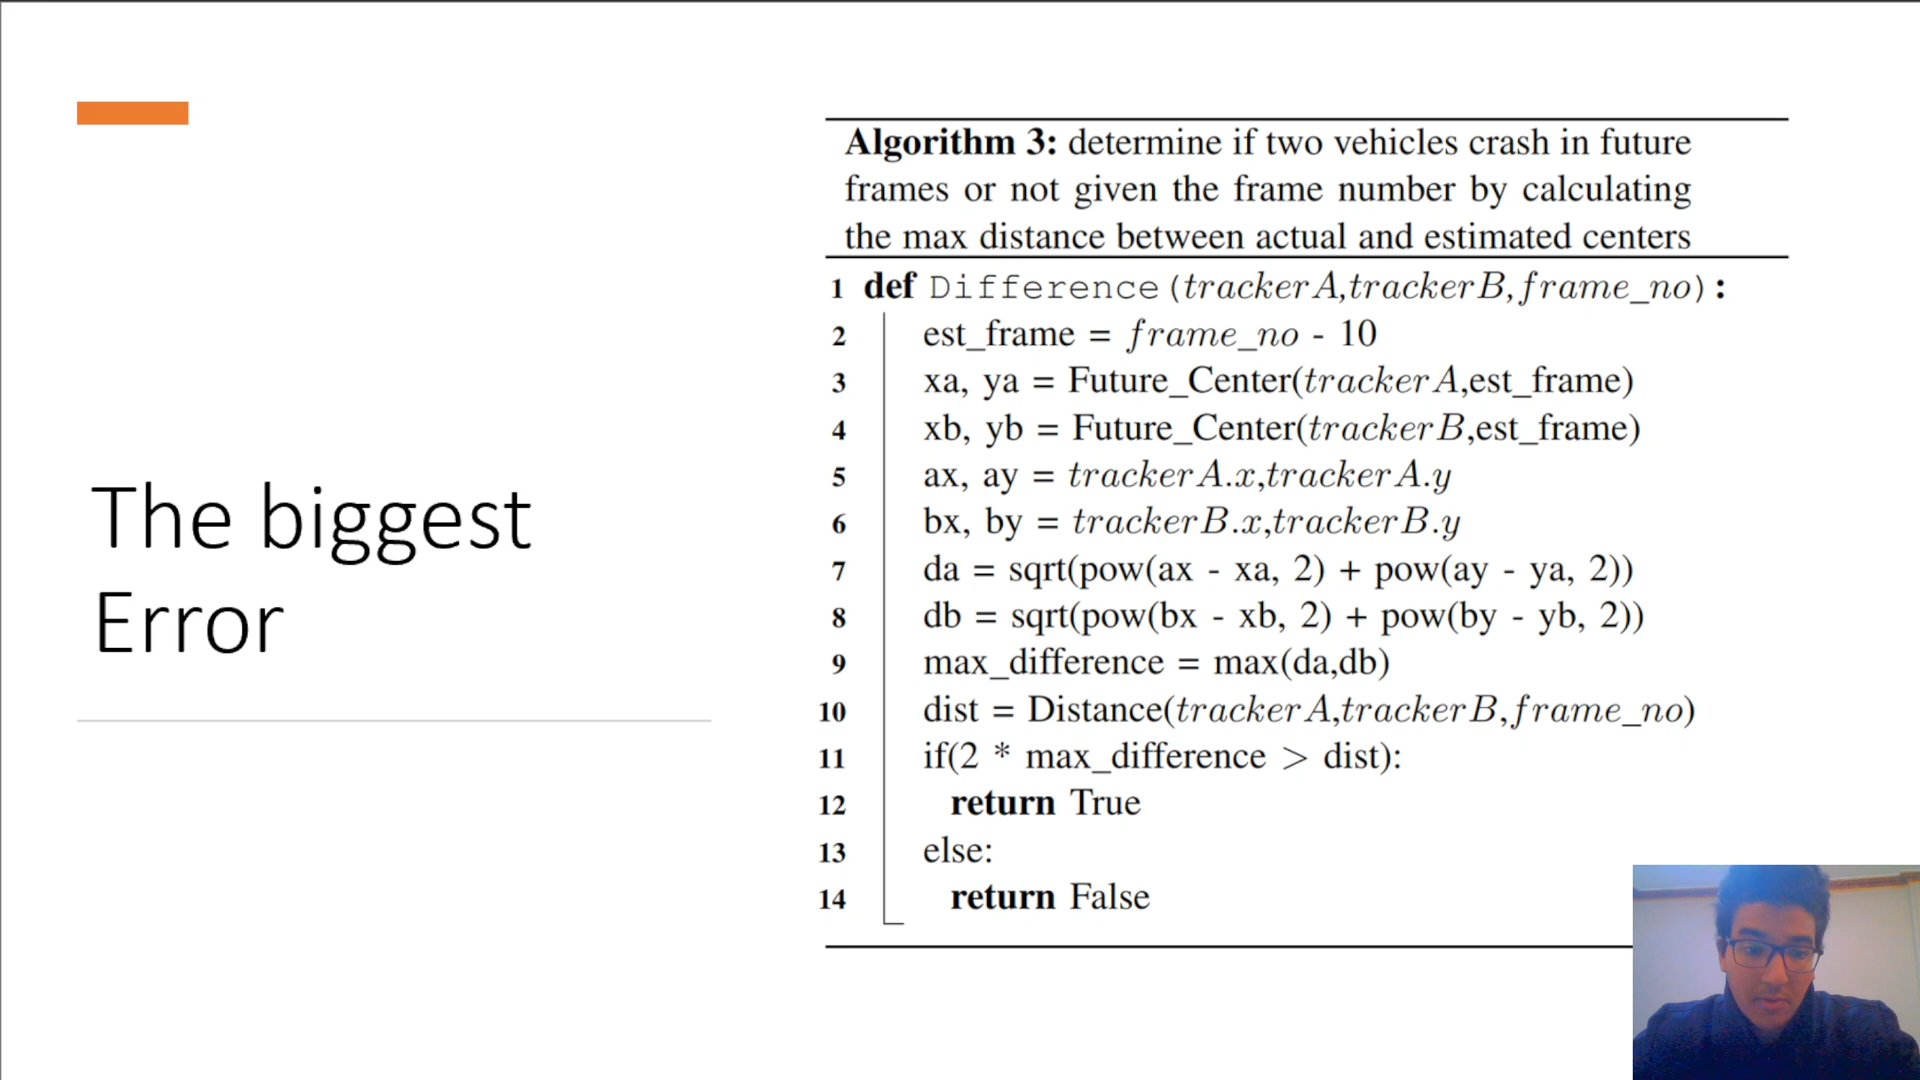 The biggest
Error
Algorithm 3: determine if two vehicles crash in future
frames or not given the frame number by calculating
the max distance between actual and estimated centers
1 def Difference(trackerA,trackerB,frame_no):
2 est_frame = frame_no - 10
3 xa, ya = Future_Center(trackerA,est_frame)
4 xb, yb = Future_Center(trackerB,est_frame)
5 ax, ay = trackerA.x,trackerA.y
6 bx, by = trackerB.x,trackerB.y
7 da = sqrt(pow(ax - xa, 2) + pow(ay - ya, 2))
8 db = sqrt(pow(bx - xb, 2) + pow(by - yb, 2))
9 max_difference = max(da,db)
10 dist = Distance(trackerA,trackerB,frame_no)
11 if(2 * max_difference > dist):
12 return True
13 else:
14 return False